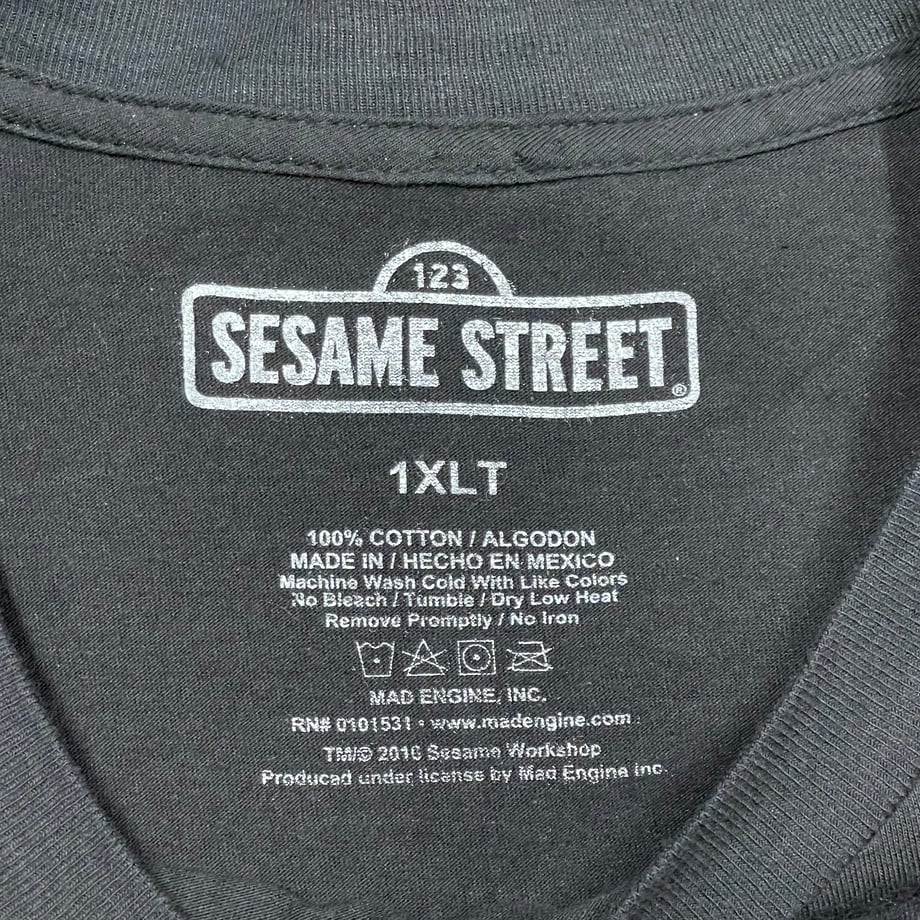 123
SESAME STREET®
1XLT
100% COTTON / ALGODON
MADE IN / HECHO EN MEXICO
Machine Wash Cold With Like Colors
No Bleach / Tumble / Dry Low Heat
Remove Promptly / No Iron
MAD ENGINE, INC.
RN# 0101531 • www.madengine.com
TM/© 2016 Sesame Workshop
Produced under license by Mad Engine Inc.